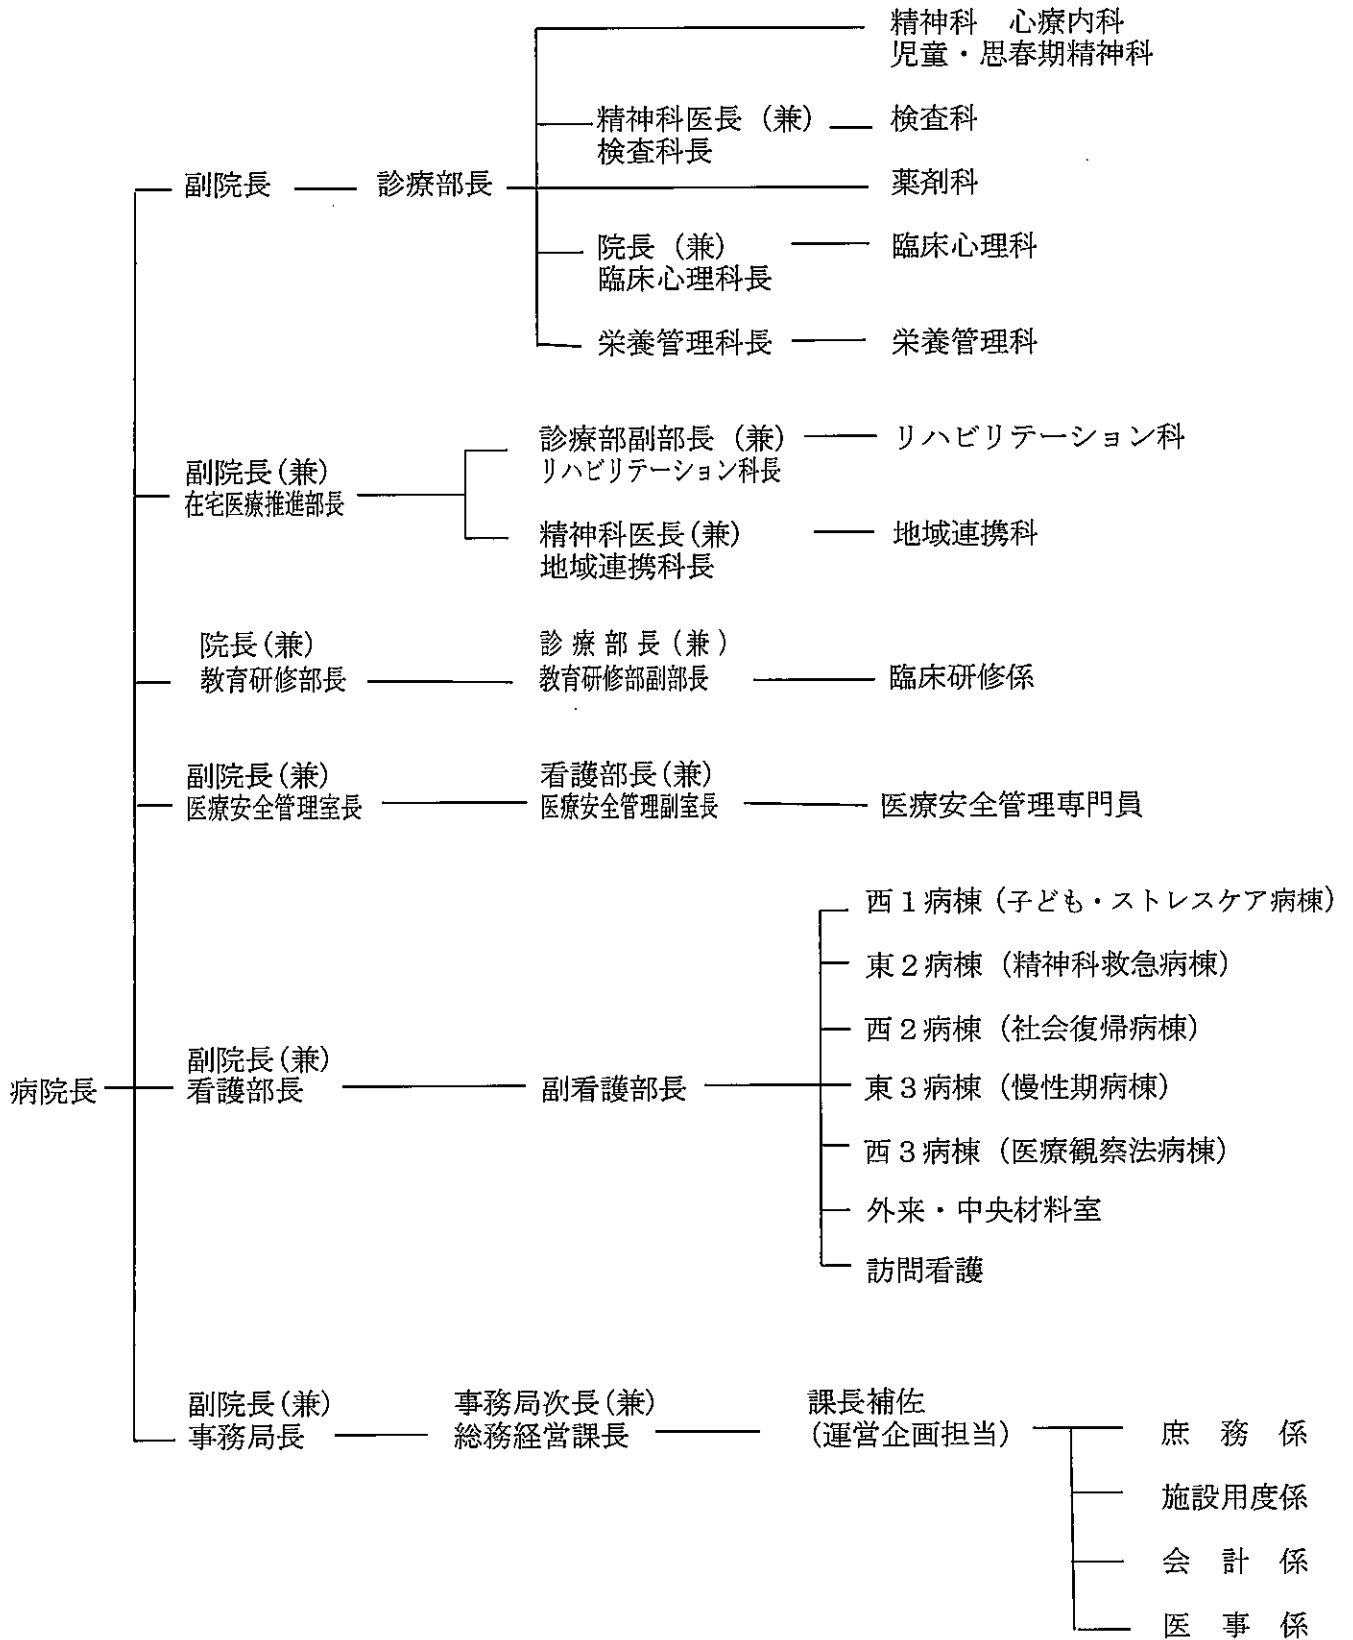 精神科　心療内科
児童・思春期精神科
精神科医長（兼）
検査科長
検査科
副院長
診療部長
薬剤科
院長（兼）
臨床心理科長
臨床心理科
栄養管理科長
栄養管理科
副院長(兼)
在宅医療推進部長
診療部副部長（兼）
リハビリテーション科長
リハビリテーション科
精神科医長(兼)
地域連携科長
地域連携科
院長(兼)
教育研修部長
診療部長(兼)
教育研修部副部長
臨床研修係
副院長(兼)
医療安全管理室長
看護部長(兼)
医療安全管理副室長
医療安全管理専門員
病院長
副院長(兼)
看護部長
副看護部長
西１病棟（子ども・ストレスケア病棟）
東２病棟（精神科救急病棟）
西２病棟（社会復帰病棟）
東３病棟（慢性期病棟）
西３病棟（医療観察法病棟）
外来・中央材料室
訪問看護
副院長(兼)
事務局長
事務局次長(兼)
総務経営課長
課長補佐
(運営企画担当)
庶　務　係
施設用度係
会　計　係
医　事　係